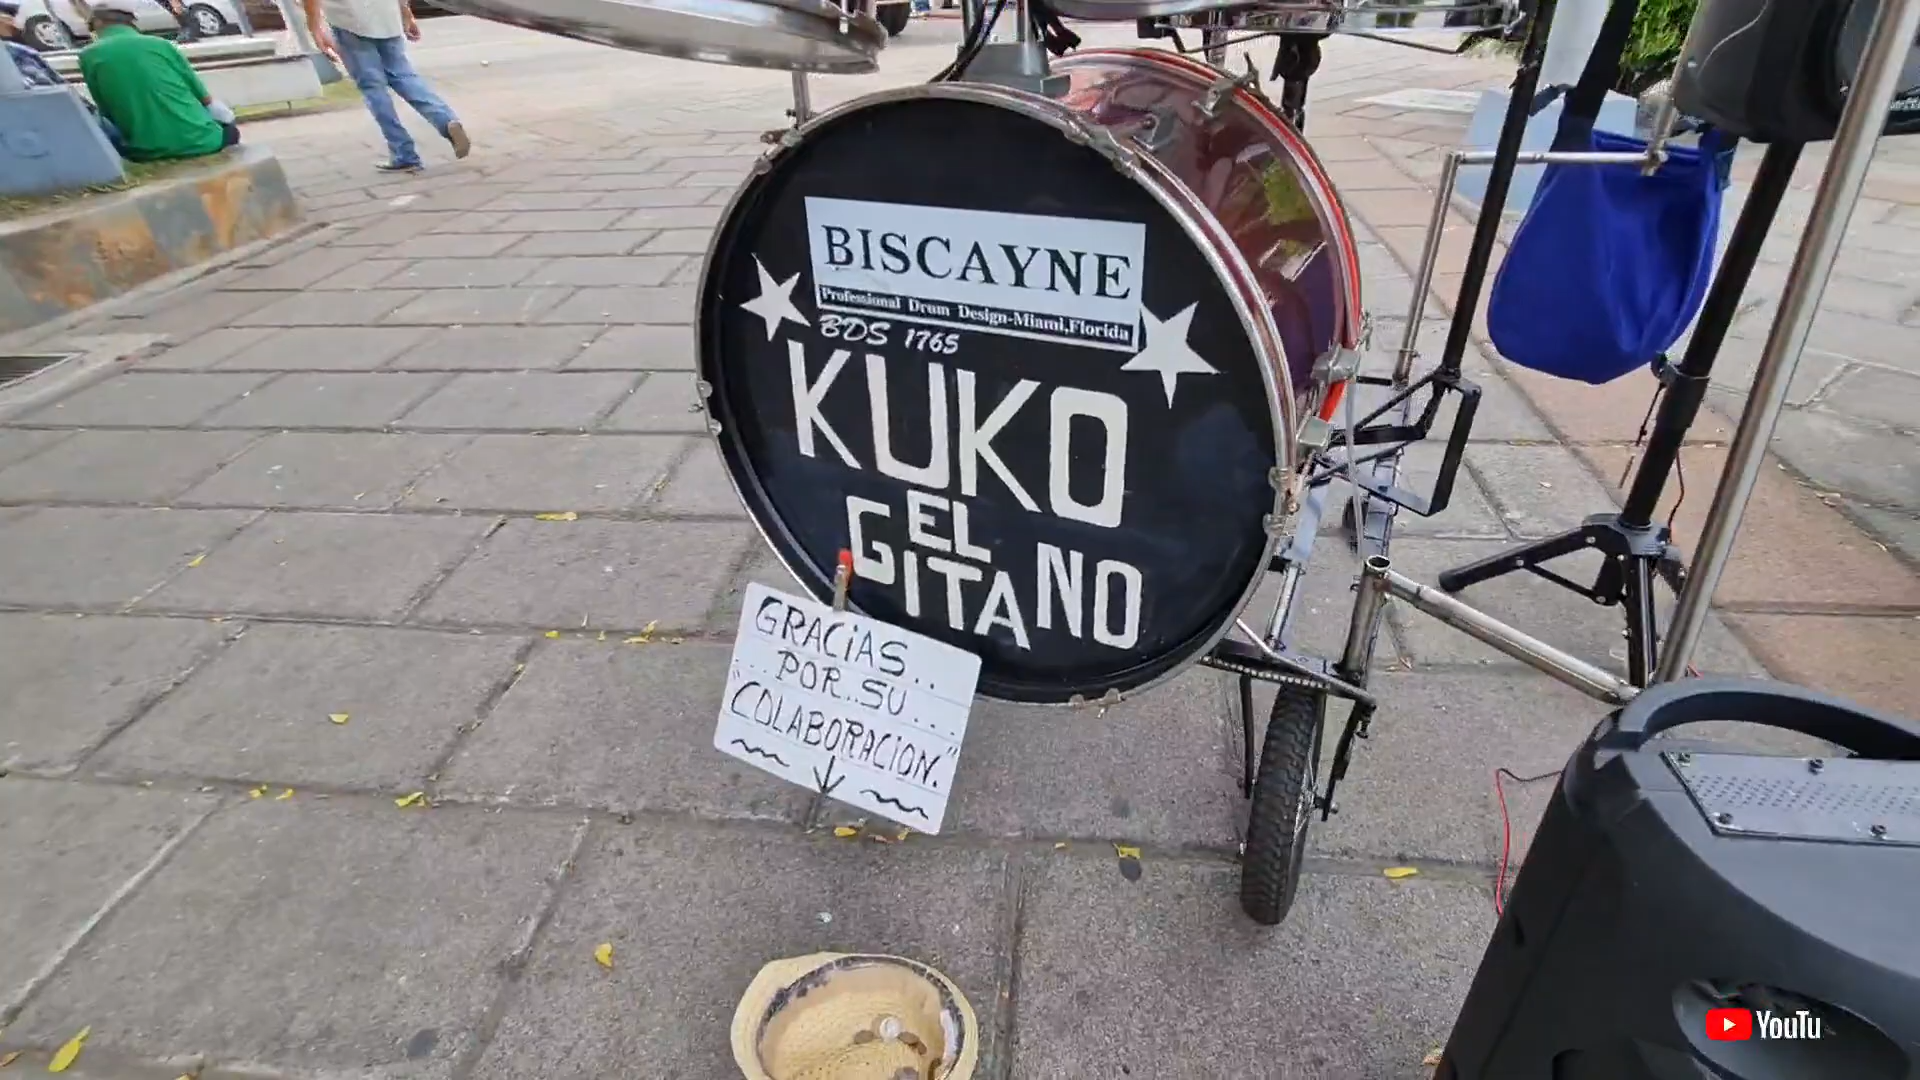 BISCAYNE
Professional Drum Design-Miami, Florida
BDS 1765
KUKO
EL
GITANO
GRACiAS..
...POR..SU..
"COLABORACiON."
YouTu